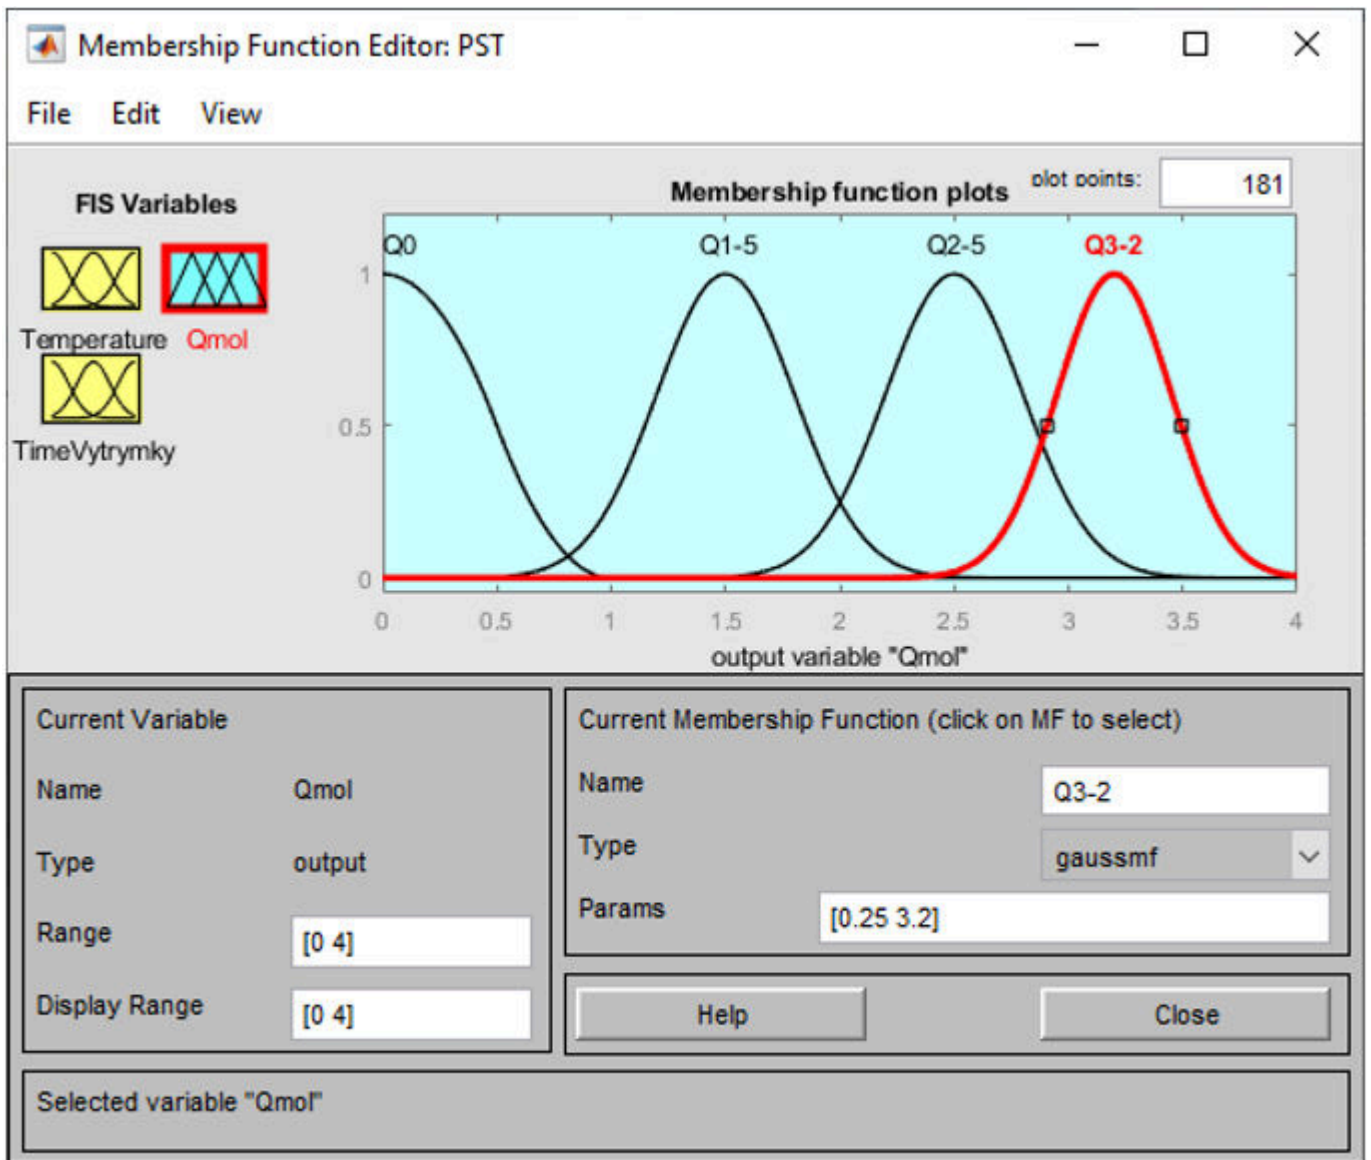 Membership Function Editor: PST
File Edit View
FIS Variables
Temperature Qmol
TimeVytrymky
Membership function plots plot points: 181
Q0 Q1-5 Q2-5 Q3-2
1
0.5
0
0 0.5 1 1.5 2 2.5 3 3.5 4
output variable "Qmol"
Current Variable
Name Qmol
Type output
Range [0 4]
Display Range [0 4]
Current Membership Function (click on MF to select)
Name Q3-2
Type gaussmf
Params [0.25 3.2]
Help Close
Selected variable "Qmol"